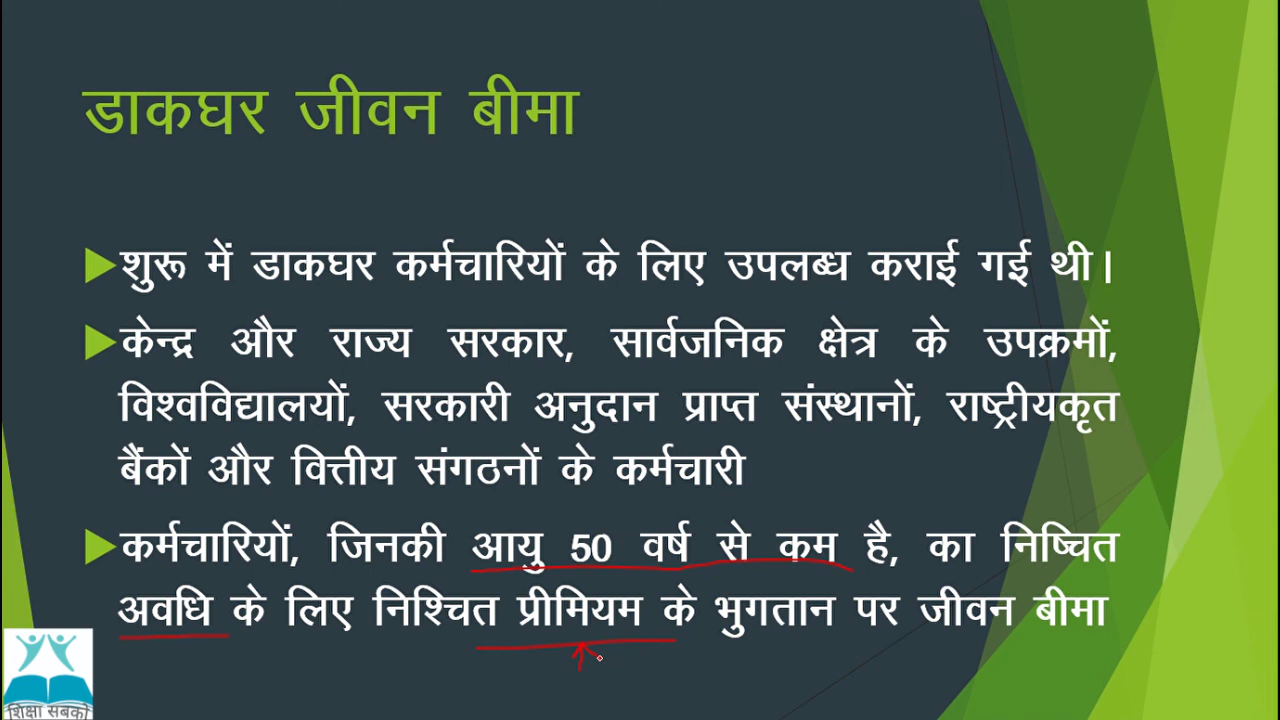 डाकघर जीवन बीमा
शुरू में डाकघर कर्मचारियों के लिए उपलब्ध कराई गई थी।
केन्द्र और राज्य सरकार, सार्वजनिक क्षेत्र के उपक्रमों,
विश्वविद्यालयों, सरकारी अनुदान प्राप्त संस्थानों, राष्ट्रीयकृत
बैंकों और वित्तीय संगठनों के कर्मचारी
कर्मचारियों, जिनकी आयु 50 वर्ष से कम है, का निष्चित
अवधि के लिए निश्चित प्रीमियम के भुगतान पर जीवन बीमा
शिक्षा सबको